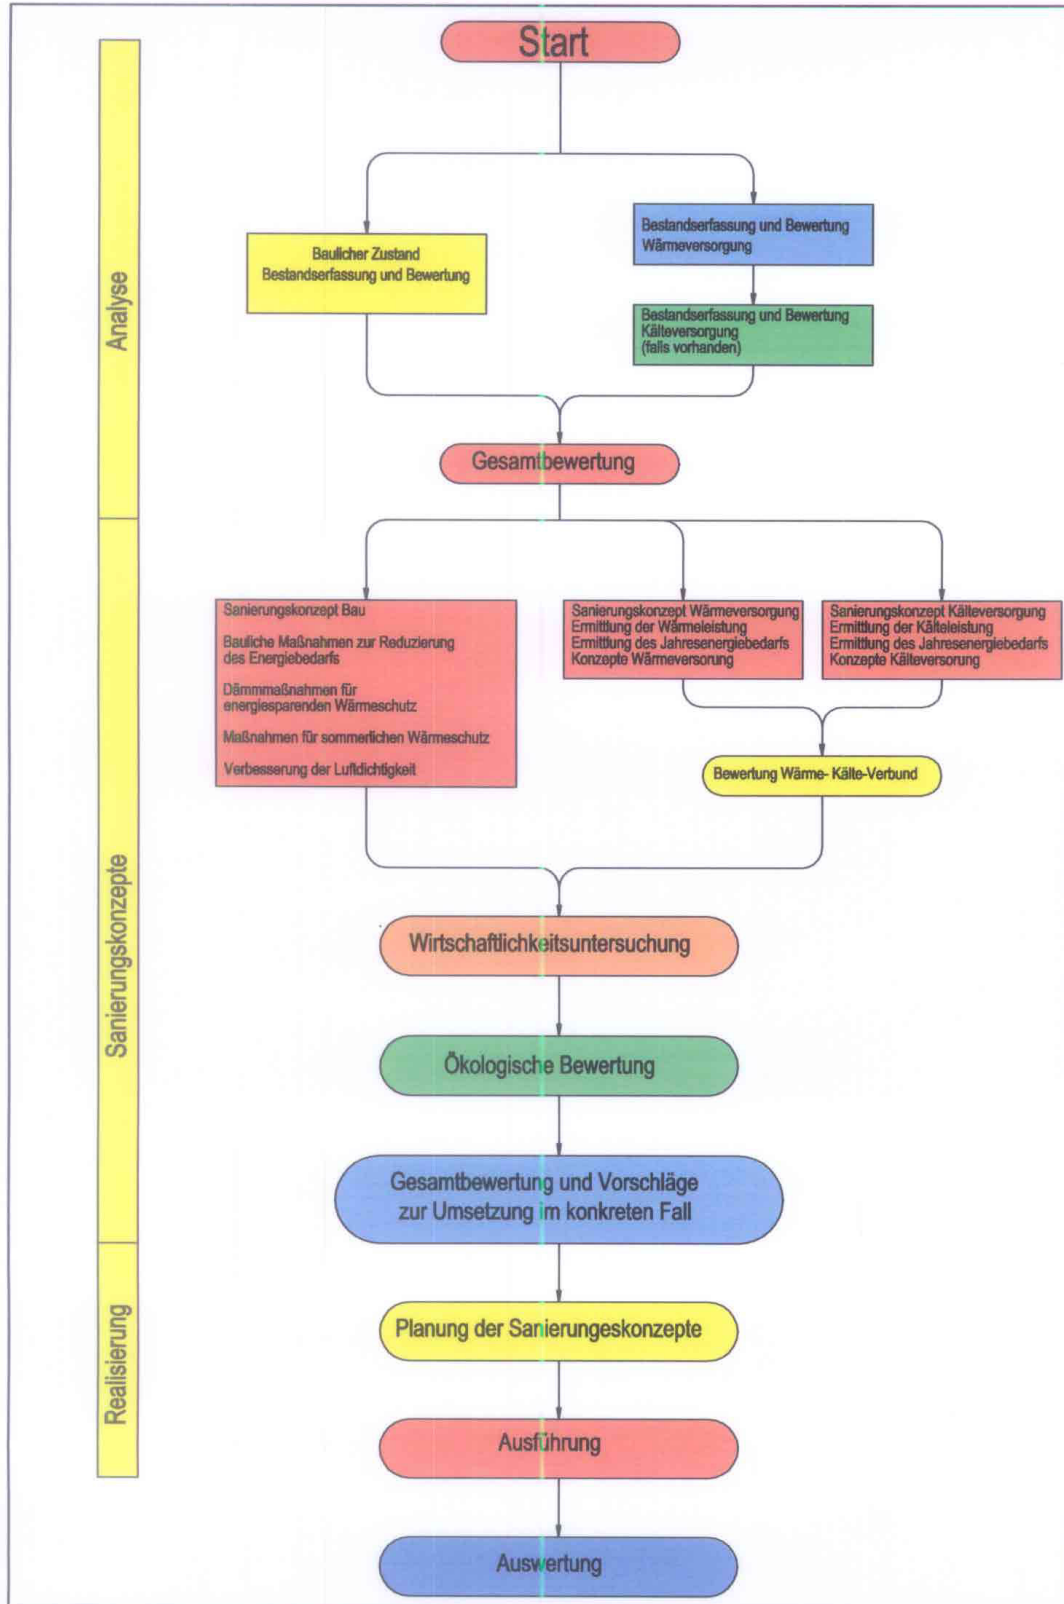 Start
Analyse
Baulicher Zustand
Bestandserfassung und Bewertung
Bestandserfassung und Bewertung
Wärmeversorgung
Bestandserfassung und Bewertung
Kälteversorgung
(falls vorhanden)
Gesamtbewertung
Sanierungskonzepte
Sanierungskonzept Bau
Bauliche Maßnahmen zur Reduzierung
des Energiebedarfs
Dämmmaßnahmen für
energiesparenden Wärmeschutz
Maßnahmen für sommerlichen Wärmeschutz
Verbesserung der Luftdichtigkeit
Sanierungskonzept Wärmeversorgung
Ermittlung der Wärmeleistung
Ermittlung des Jahresenergiebedarfs
Konzepte Wärmeversorung
Sanierungskonzept Kälteversorgung
Ermittlung der Kälteleistung
Ermittlung des Jahresenergiebedarfs
Konzepte Kälteversorung
Bewertung Wärme- Kälte-Verbund
Wirtschaftlichkeitsuntersuchung
Ökologische Bewertung
Gesamtbewertung und Vorschläge
zur Umsetzung im konkreten Fall
Realisierung
Planung der Sanierungeskonzepte
Ausführung
Auswertung